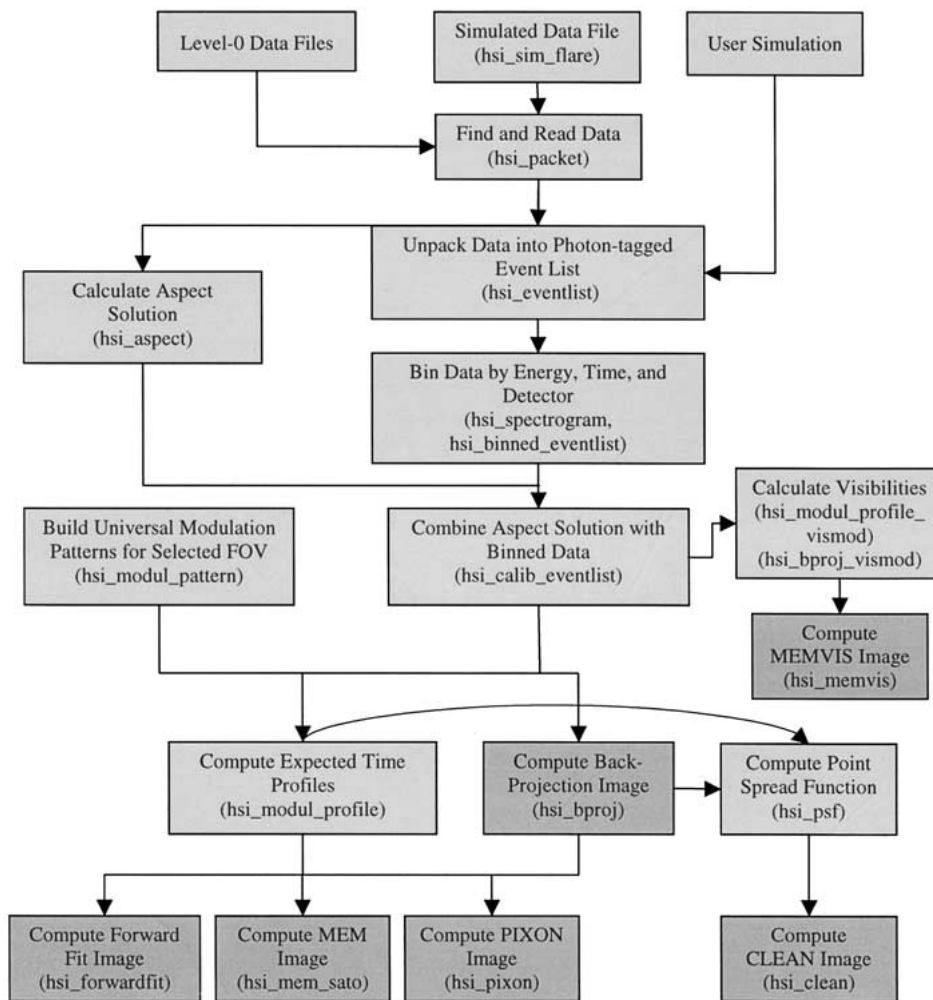 Level-0 Data Files
Simulated Data File
(hsi_sim_flare)
User Simulation
Find and Read Data
(hsi_packet)
Unpack Data into Photon-tagged
Event List
(hsi_eventlist)
Calculate Aspect
Solution
(hsi_aspect)
Bin Data by Energy, Time, and
Detector
(hsi_spectrogram,
hsi_binned_eventlist)
Build Universal Modulation
Patterns for Selected FOV
(hsi_modul_pattern)
Combine Aspect Solution with
Binned Data
(hsi_calib_eventlist)
Calculate Visibilities
(hsi_modul_profile_
vismod)
(hsi_bproj_vismod)
Compute
MEMVIS Image
(hsi_memvis)
Compute Expected Time
Profiles
(hsi_modul_profile)
Compute Back-
Projection Image
(hsi_bproj)
Compute Point
Spread Function
(hsi_psf)
Compute Forward
Fit Image
(hsi_forwardfit)
Compute MEM
Image
(hsi_mem_sato)
Compute PIXON
Image
(hsi_pixon)
Compute
CLEAN Image
(hsi_clean)